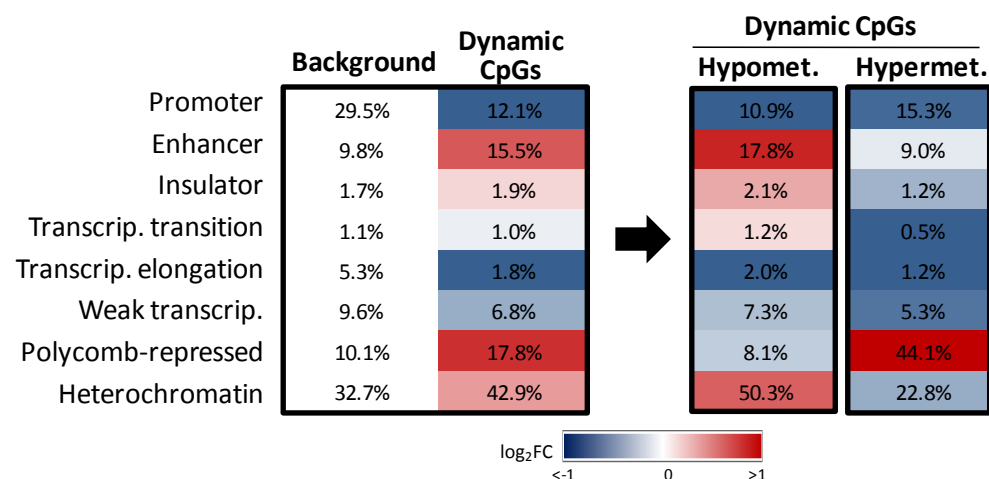 Dynamic CpGs
Background Dynamic CpGs Hypomet. Hypermet.
Promoter 29.5% 12.1% 10.9% 15.3%
Enhancer 9.8% 15.5% 17.8% 9.0%
Insulator 1.7% 1.9% 2.1% 1.2%
Transcrip. transition 1.1% 1.0% 1.2% 0.5%
Transcrip. elongation 5.3% 1.8% 2.0% 1.2%
Weak transcrip. 9.6% 6.8% 7.3% 5.3%
Polycomb-repressed 10.1% 17.8% 8.1% 44.1%
Heterochromatin 32.7% 42.9% 50.3% 22.8%
log₂FC
<-1 0 >1